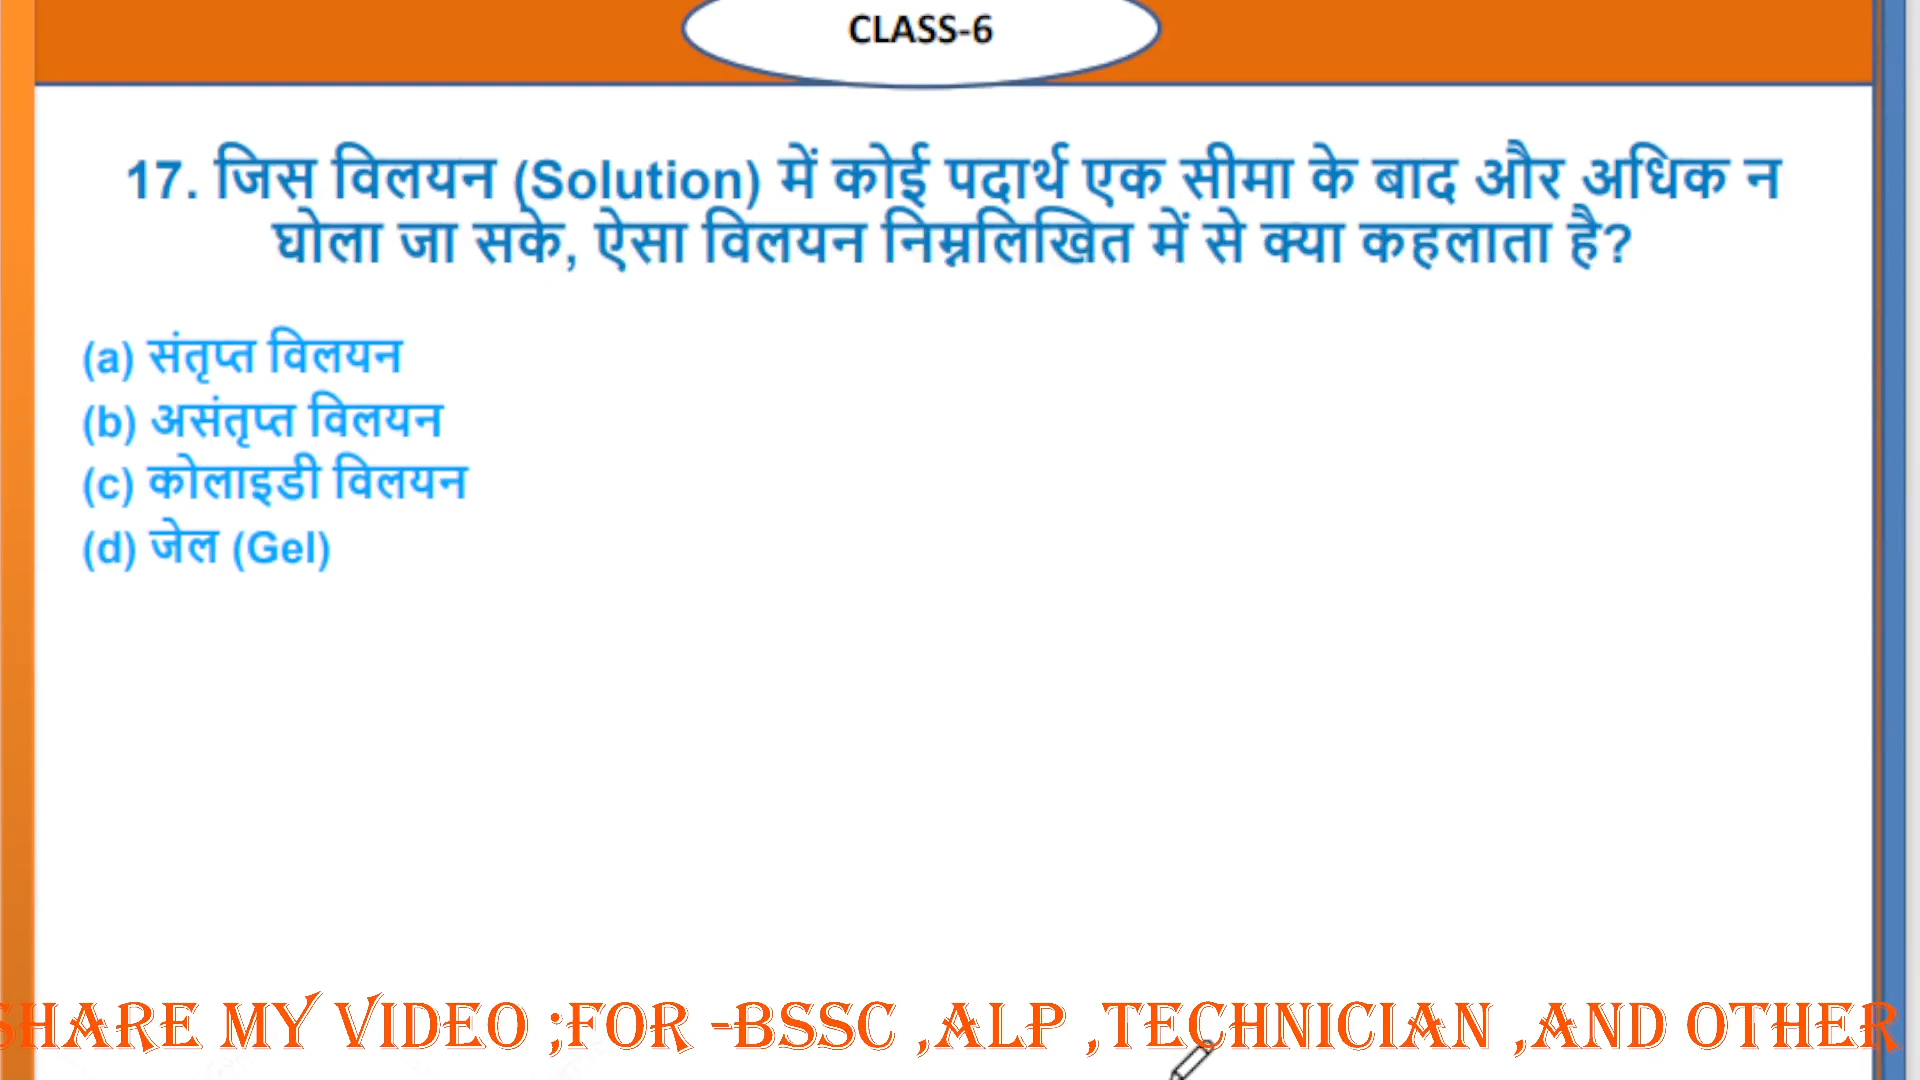 CLASS-6
17. जिस विलयन (Solution) में कोई पदार्थ एक सीमा के बाद और अधिक न
घोला जा सके, ऐसा विलयन निम्नलिखित में से क्या कहलाता है?
(a) संतृप्त विलयन
(b) असंतृप्त विलयन
(c) कोलाइडी विलयन
(d) जेल (Gel)
SHARE MY VIDEO ;FOR -BSSC ,ALP ,TECHNICIAN ,AND OTHER